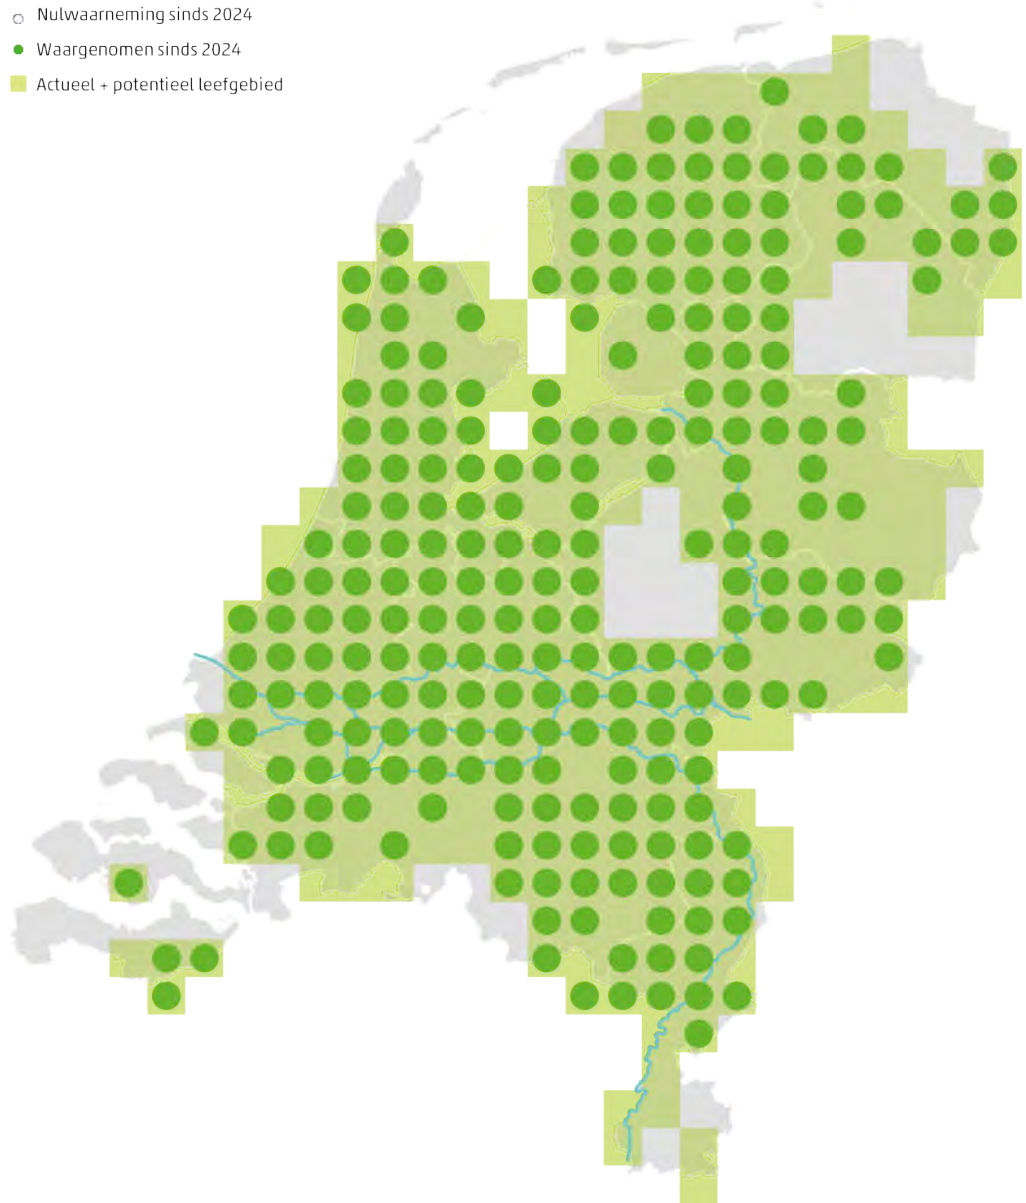 Nulwaarneming sinds 2024
Waargenomen sinds 2024
Actueel + potentieel leefgebied